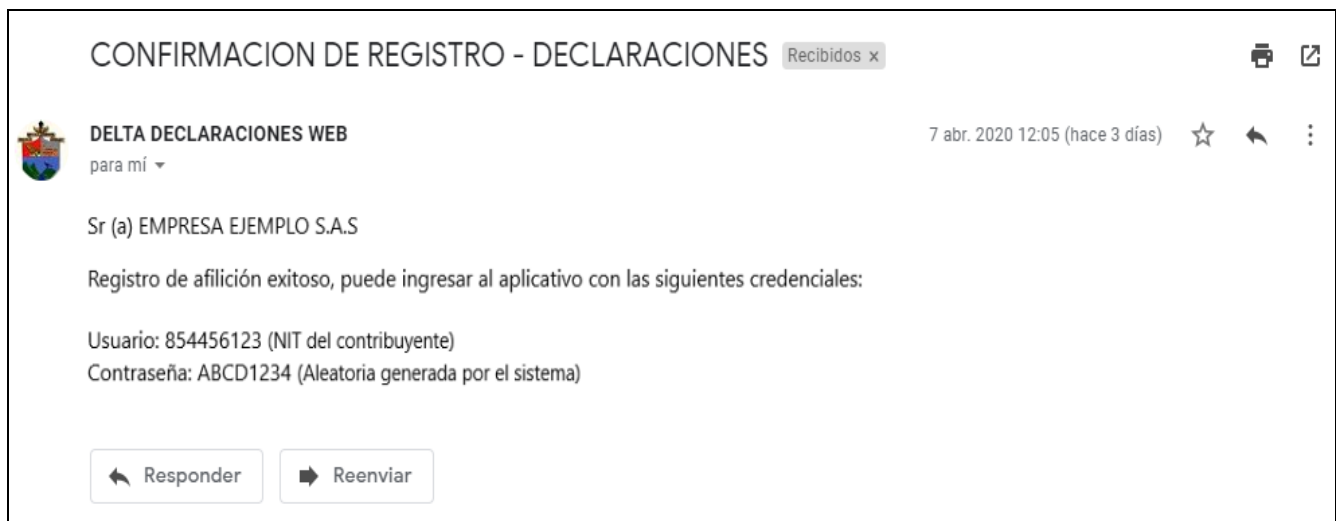 CONFIRMACION DE REGISTRO - DECLARACIONES Recibidos x
DELTA DECLARACIONES WEB 7 abr. 2020 12:05 (hace 3 días)
para mí
Sr (a) EMPRESA EJEMPLO S.A.S
Registro de afilición exitoso, puede ingresar al aplicativo con las siguientes credenciales:
Usuario: 854456123 (NIT del contribuyente)
Contraseña: ABCD1234 (Aleatoria generada por el sistema)
Responder Reenviar